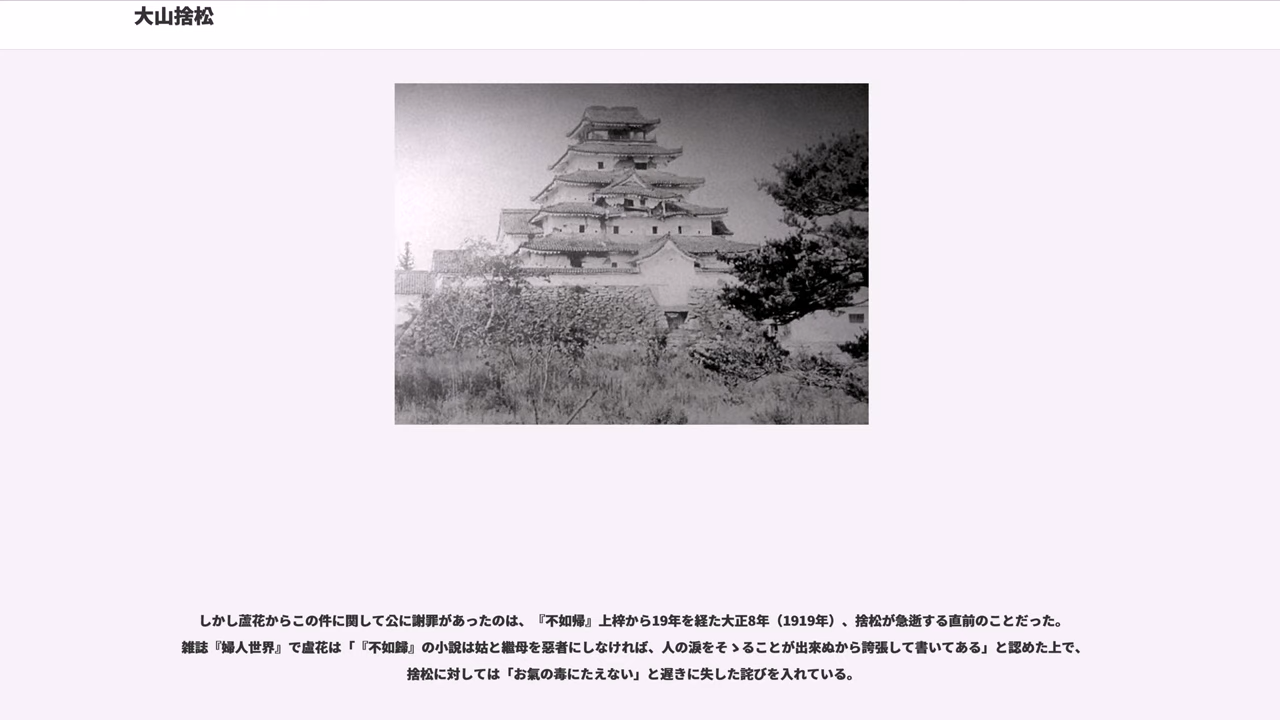 大山捨松
しかし蘆花からこの件に関して公に謝罪があったのは、『不如帰』上梓から19年を経た大正8年（1919年）、捨松が急逝する直前のことだった。
雑誌『婦人世界』で盧花は「『不如歸』の小說は姑と繼母を惡者にしなければ、人の淚をそゝることが出來ぬから誇張して書いてある」と認めた上で、
捨松に対しては「お氣の毒にたえない」と遅きに失した詫びを入れている。